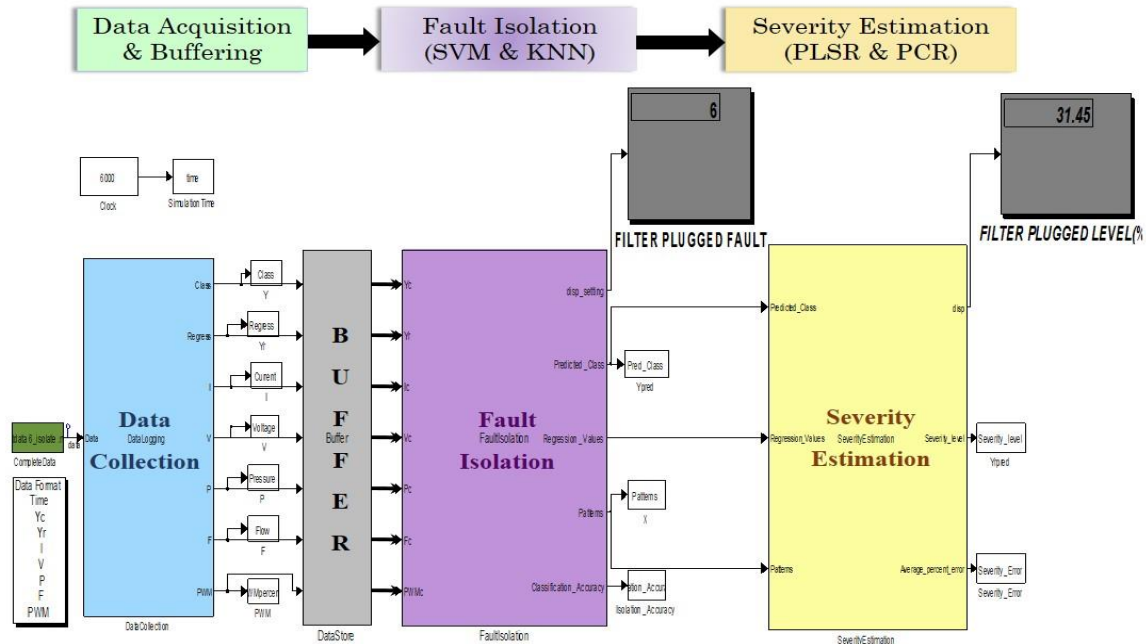 Data Acquisition
& Buffering
Fault Isolation
(SVM & KNN)
Severity Estimation
(PLSR & PCR)
6
31.45
6000
Clock
time
Simulation Time
FILTER PLUGGED FAULT
FILTER PLUGGED LEVEL(%
data
CompleteData
Data Format
Time
Yc
Yr
I
V
P
F
PWM
Data
Data
DataLogging
Collection
Class
Regress
I
V
P
F
PWM
DataCollection
Class
Y
Regress
Yr
Current
I
Voltage
V
Pressure
P
Flow
F
PWM
B
U
F
Buffer
F
E
R
DataStore
Yc
Yr
Ic
Vc
Pc
Fc
PWMc
Fault
FaultIsolation
Isolation
disp_setting
Predicted_Class
Regression_Values
Patterns
Classification_Accuracy
FaultIsolation
Pred_Class
Ypred
Patterns
X
Isolation_Accuracy
Predicted_Class
Regression_Values
Patterns
Severity
SeverityEstimation
Estimation
disp
Severity_level
Average_percent_error
SeverityEstimation
Severity_level
Yrpred
Severity_Error
Severity_Error